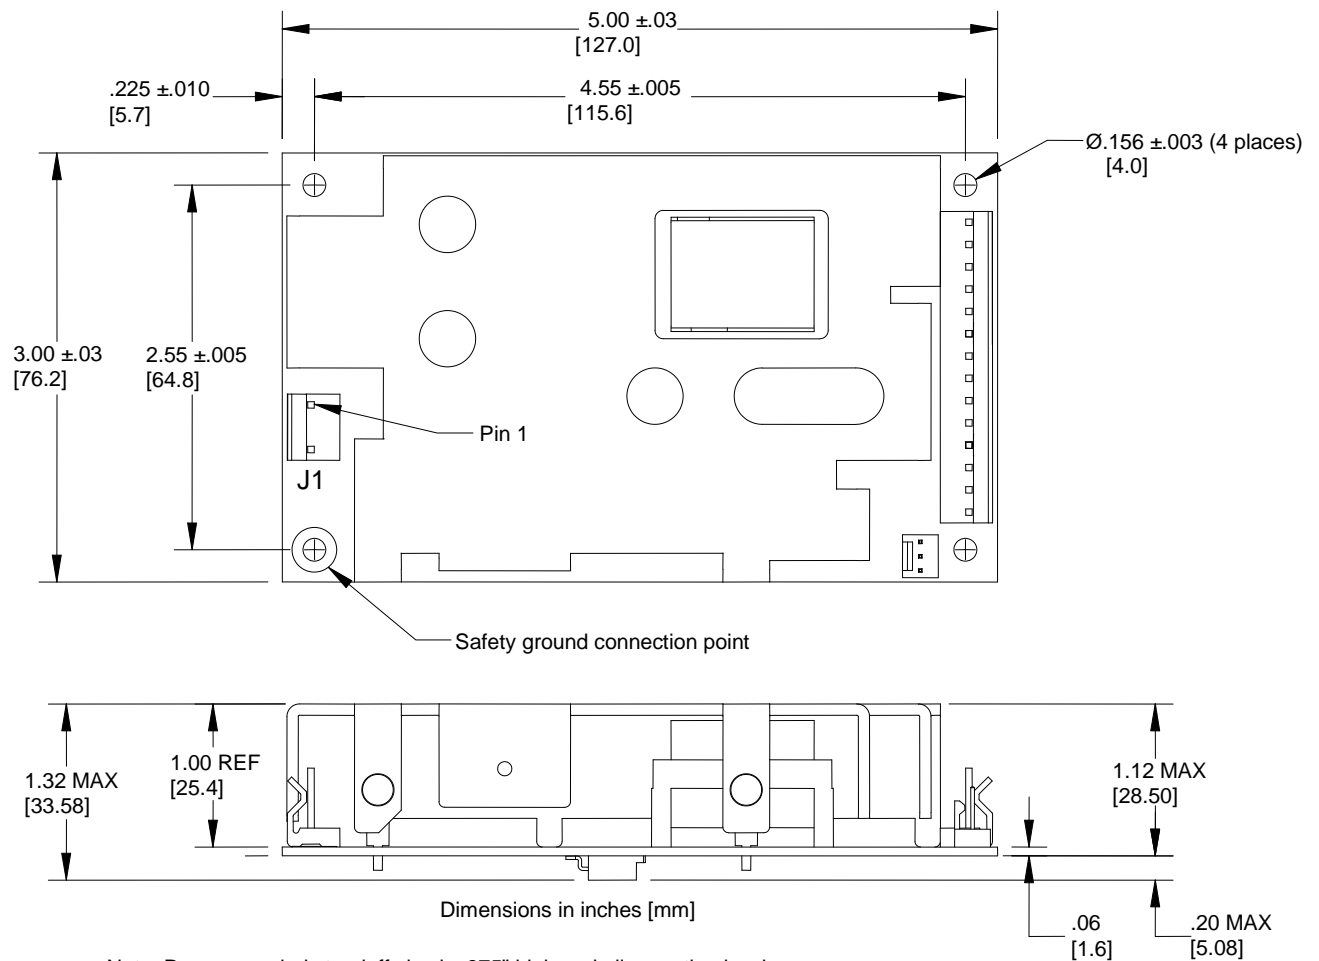 5.00 ±.03
[127.0]
.225 ±.010
[5.7]
4.55 ±.005
[115.6]
Ø.156 ±.003 (4 places)
[4.0]
3.00 ±.03
[76.2]
2.55 ±.005
[64.8]
Pin 1
J1
Safety ground connection point
1.32 MAX
[33.58]
1.00 REF
[25.4]
1.12 MAX
[28.50]
Dimensions in inches [mm]
.06
[1.6]
.20 MAX
[5.08]